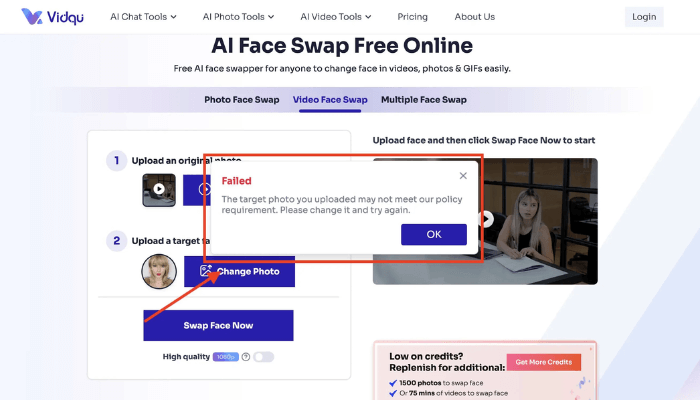 Vidqu
AI Chat Tools
AI Photo Tools
AI Video Tools
Pricing
About Us
Login
AI Face Swap Free Online
Free AI face swapper for anyone to change face in videos, photos & GIFs easily.
Photo Face Swap
Video Face Swap
Multiple Face Swap
1
Upload an original photo
Upload face and then click Swap Face Now to start
Failed
The target photo you uploaded may not meet our policy
requirement. Please change it and try again.
OK
2
Upload a target fa
Change Photo
Swap Face Now
High quality
1080p
?
Low on credits?
Replenish for additional:
Get More Credits
1500 photos to swap face
Or 75 mins of videos to swap face